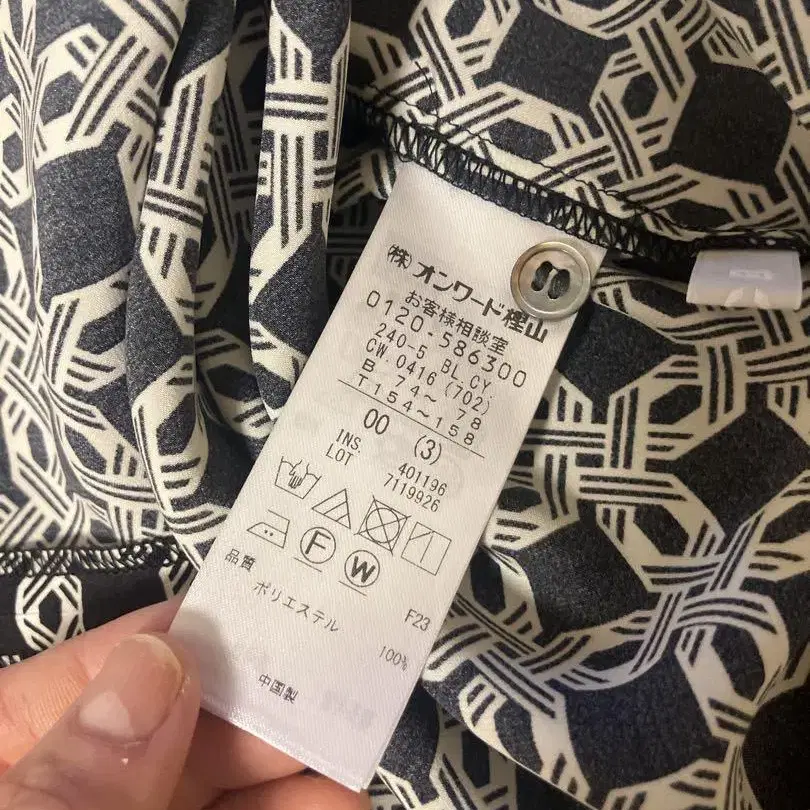 (株)オンワード樫山
お客様相談室
0120-586300
240-5 BL.CY.
CW.0416 (702)
B. 74～ 78
T154～158
00 (3)
INS. 401196
LOT 7119926
F
W
品質
ポリエステル 100%
F23
中国製